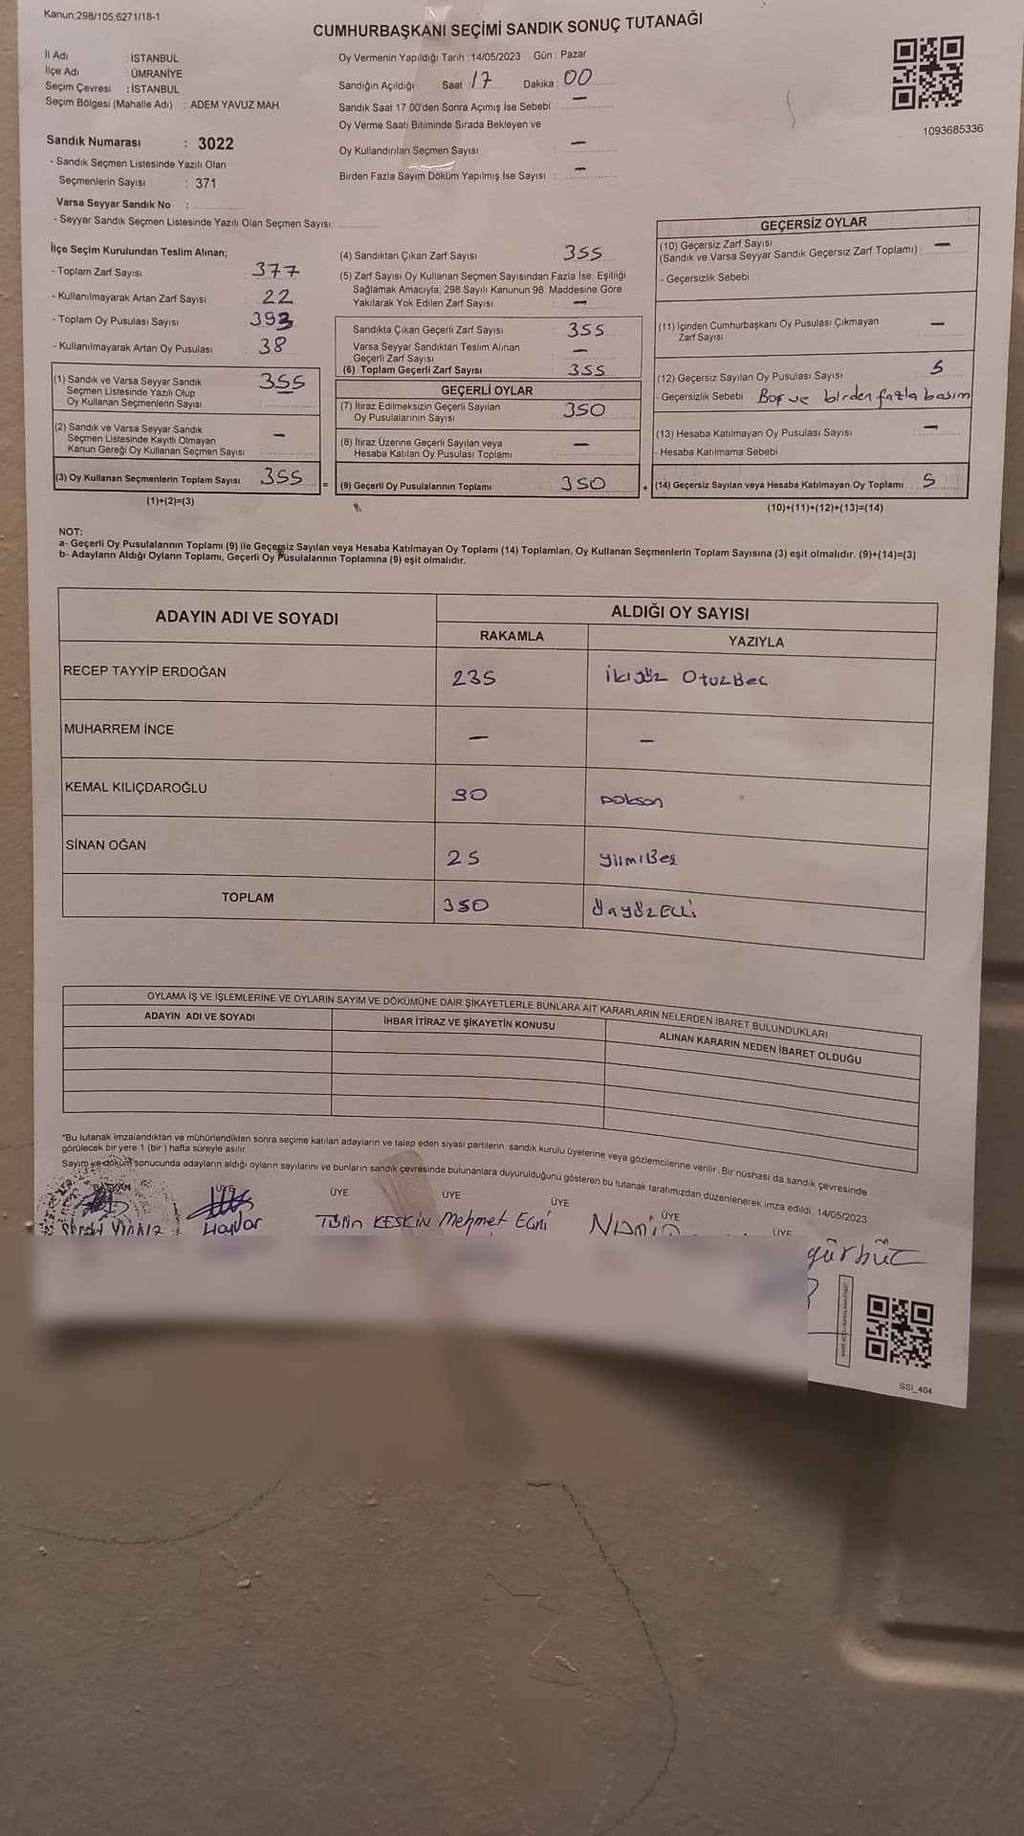 Kanun:298/105,6271/18-1
CUMHURBAŞKANI SEÇİMİ SANDIK SONUÇ TUTANAĞI
İl Adı : İSTANBUL
İlçe Adı : ÜMRANİYE
Seçim Çevresi : İSTANBUL
Seçim Bölgesi (Mahalle Adı) : ADEM YAVUZ MAH.
Oy Vermenin Yapıldığı Tarih :14/05/2023 Gün : Pazar
Sandığın Açıldığı Saat : 17 Dakika : 00
Sandık Saat 17:00'den Sonra Açımış İse Sebebi : —
Oy Verme Saati Bitiminde Sırada Bekleyen ve
Oy Kullandırılan Seçmen Sayısı : —
Birden Fazla Sayım Döküm Yapılmış İse Sayısı : —
1093685336
Sandık Numarası : 3022
- Sandık Seçmen Listesinde Yazılı Olan
Seçmenlerin Sayısı : 371
Varsa Seyyar Sandık No :
- Seyyar Sandık Seçmen Listesinde Yazılı Olan Seçmen Sayısı:
İlçe Seçim Kurulundan Teslim Alınan;
- Toplam Zarf Sayısı 377
- Kullanılmayarak Artan Zarf Sayısı 22
- Toplam Oy Pusulası Sayısı 393
- Kullanılmayarak Artan Oy Pusulası 38
(1) Sandık ve Varsa Seyyar Sandık
Seçmen Listesinde Yazılı Olup
Oy Kullanan Seçmenlerin Sayısı 355
(2) Sandık ve Varsa Seyyar Sandık
Seçmen Listesinde Kayıtlı Olmayan
Kanun Gereği Oy Kullanan Seçmen Sayısı —
(3) Oy Kullanan Seçmenlerin Toplam Sayısı 355
(1)+(2)=(3)
(4) Sandıktan Çıkan Zarf Sayısı 355
(5) Zarf Sayısı Oy Kullanan Seçmen Sayısından Fazla İse; Eşitliği
Sağlamak Amacıyla, 298 Sayılı Kanunun 98. Maddesine Göre
Yakılarak Yok Edilen Zarf Sayısı —
Sandıkta Çıkan Geçerli Zarf Sayısı 355
Varsa Seyyar Sandıktan Teslim Alınan
Geçerli Zarf Sayısı —
(6) Toplam Geçerli Zarf Sayısı 355
GEÇERLİ OYLAR
(7) İtiraz Edilmeksizin Geçerli Sayılan
Oy Pusulalarının Sayısı 350
(8) İtiraz Üzerine Geçerli Sayılan veya
Hesaba Katılan Oy Pusulası Toplamı —
= (9) Geçerli Oy Pusulalarının Toplamı 350
GEÇERSİZ OYLAR
(10) Geçersiz Zarf Sayısı
(Sandık ve Varsa Seyyar Sandık Geçersiz Zarf Toplamı) : —
- Geçersizlik Sebebi :
(11) İçinden Cumhurbaşkanı Oy Pusulası Çıkmayan
Zarf Sayısı —
(12) Geçersiz Sayılan Oy Pusulası Sayısı 5
- Geçersizlik Sebebi Boş ve birden fazla basım
(13) Hesaba Katılmayan Oy Pusulası Sayısı —
- Hesaba Katılmama Sebebi
+ (14) Geçersiz Sayılan veya Hesaba Katılmayan Oy Toplamı 5
(10)+(11)+(12)+(13)=(14)
NOT:
a- Geçerli Oy Pusulalarının Toplamı (9) ile Geçersiz Sayılan veya Hesaba Katılmayan Oy Toplamı (14) Toplamları, Oy Kullanan Seçmenlerin Toplam Sayısına (3) eşit olmalıdır. (9)+(14)=(3)
b- Adayların Aldığı Oyların Toplamı, Geçerli Oy Pusulalarının Toplamına (9) eşit olmalıdır.
ADAYIN ADI VE SOYADI ALDIĞI OY SAYISI
RAKAMLA YAZIYLA
RECEP TAYYİP ERDOĞAN 235 ikiyüz OtuzBeş
MUHARREM İNCE — —
KEMAL KILIÇDAROĞLU 90 Doksan
SİNAN OĞAN 25 YirmiBeş
TOPLAM 350 ÜçyüzElli
OYLAMA İŞ VE İŞLEMLERİNE VE OYLARIN SAYIM VE DÖKÜMÜNE DAİR ŞİKAYETLERLE BUNLARA AİT KARARLARIN NELERDEN İBARET BULUNDUKLARI
ADAYIN ADI VE SOYADI İHBAR İTİRAZ VE ŞİKAYETİN KONUSU ALINAN KARARIN NEDEN İBARET OLDUĞU
*Bu tutanak imzalandıktan ve mühürlendikten sonra seçime katılan adayların ve talep eden siyasi partilerin sandık kurulu üyelerine veya gözlemcilerine verilir. Bir nüshası da sandık çevresinde
görülecek bir yere 1 (bir) hafta süreyle asılır.
Sayım ve döküm sonucunda adayların aldığı oyların sayılarını ve bunların sandık çevresinde bulunanlara duyurulduğunu gösteren bu tutanak tarafımızdan düzenlenerek imza edildi. 14/05/2023
BAŞKAN ÜYE ÜYE ÜYE ÜYE ÜYE ÜYE
Haydar KESKİN Mehmet
gürbüz
SSI_404